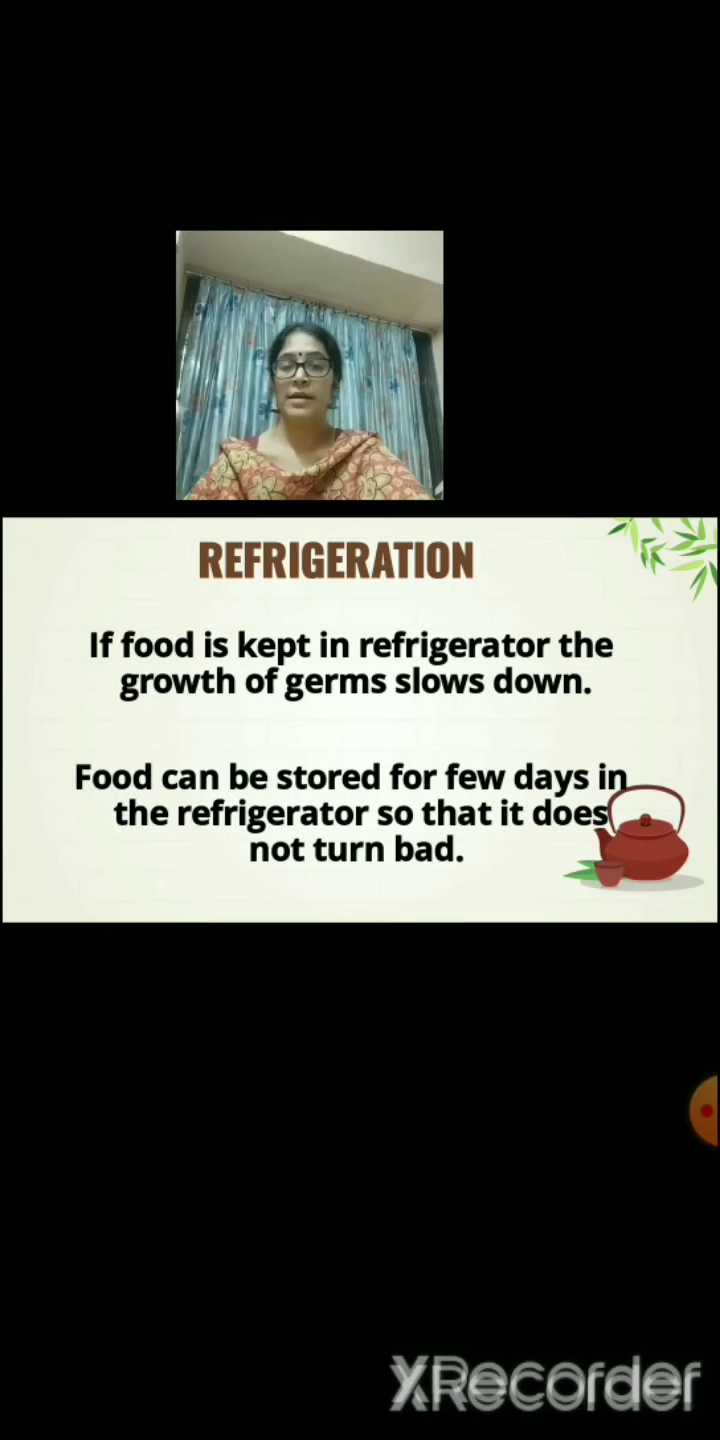 REFRIGERATION
If food is kept in refrigerator the
growth of germs slows down.
Food can be stored for few days in
the refrigerator so that it does
not turn bad.
XRecorder